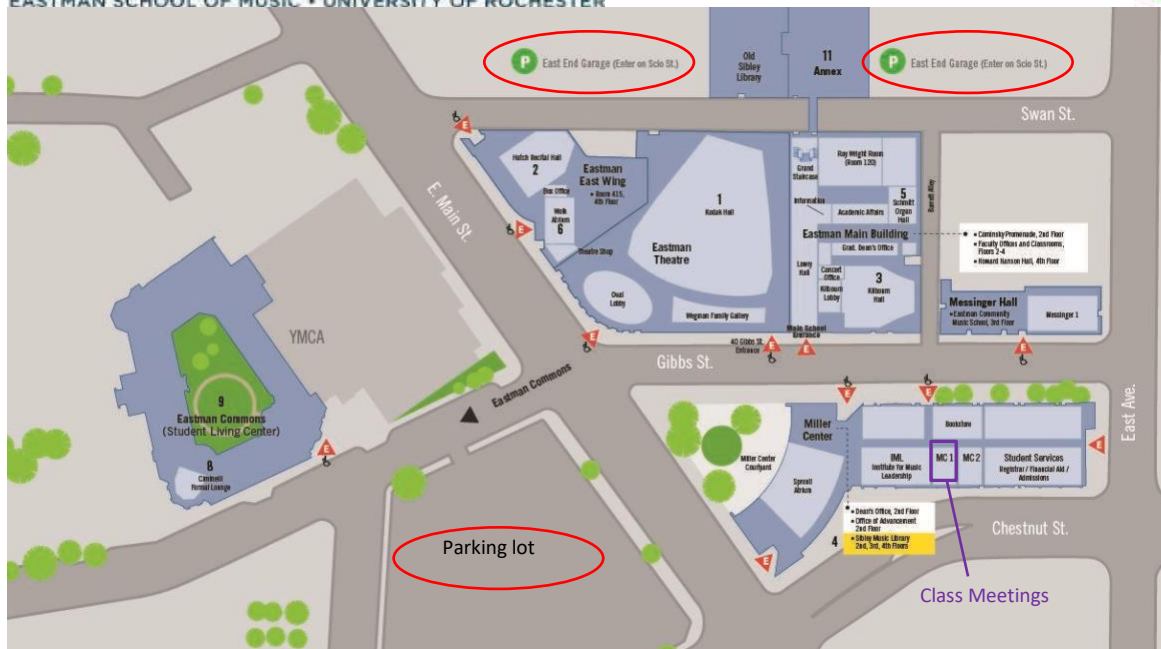 EASTMAN SCHOOL OF MUSIC • UNIVERSITY OF ROCHESTER
P East End Garage (Enter on Scio St.)
Old
Sibley
Library
11
Annex
P East End Garage (Enter on Scio St.)
Swan St.
E
Hatch Recital Hall
2
Eastman
East Wing
• Room 415,
4th Floor
Box Office
Wolk
Atrium
6
Theatre Shop
E
E. Main St.
1
Kodak Hall
Eastman
Theatre
Oval
Lobby
Wegman Family Gallery
Grand
Staircase
Ray Wright Room
(Room 120)
Information
Academic Affairs
5
Schmitt
Organ
Hall
Barrett Alley
Eastman Main Building
Grad. Dean's Office
Lowry
Hall
Concert
Office
Kilbourn
Lobby
3
Kilbourn
Hall
• Cominsky Promenade, 2nd Floor
• Faculty Offices and Classrooms,
Floors 2-4
• Howard Hanson Hall, 4th Floor
Messinger Hall
• Eastman Community
Music School, 3rd Floor
Messinger 1
Main School
Entrance
40 Gibbs St.
Entrance
E
E
E
E
Gibbs St.
YMCA
Eastman Commons
9
Eastman Commons
(Student Living Center)
8
Ciminelli
Formal Lounge
E
E
E
East Ave.
Miller
Center
Miller Center
Courtyard
Sproull
Atrium
Bookstore
IML
Institute for Music
Leadership
MC 1
MC 2
Student Services
Registrar / Financial Aid /
Admissions
E
4
• Dean's Office, 2nd Floor
• Office of Advancement
2nd Floor
• Sibley Music Library
2nd, 3rd, 4th Floors
E
Chestnut St.
Parking lot
Class Meetings